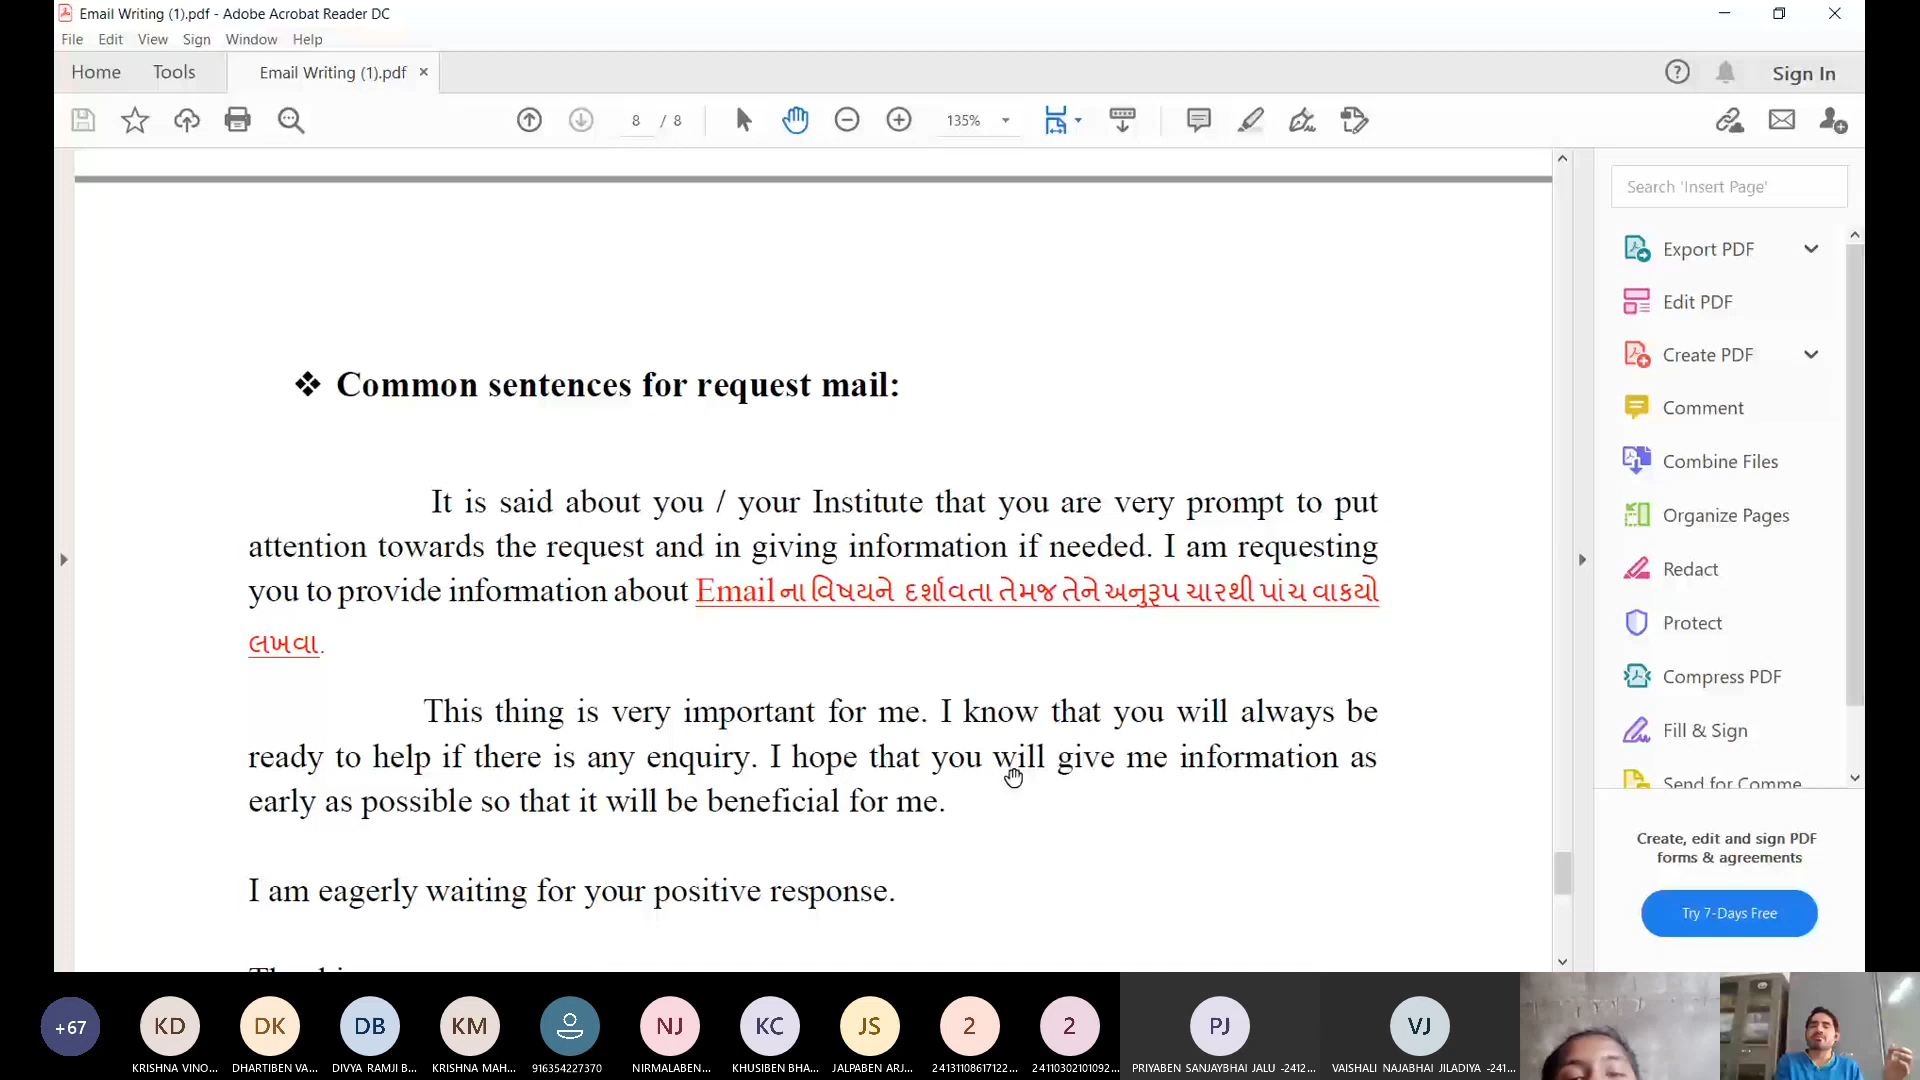 Email Writing (1).pdf - Adobe Acrobat Reader DC
File Edit View Sign Window Help
Home Tools Email Writing (1).pdf × Sign In
8 / 8 135%
Search 'Insert Page'
Export PDF
Edit PDF
Create PDF
Comment
Combine Files
Organize Pages
Redact
Protect
Compress PDF
Fill & Sign
Send for Comme
Create, edit and sign PDF
forms & agreements
Try 7-Days Free
❖ Common sentences for request mail:
It is said about you / your Institute that you are very prompt to put
attention towards the request and in giving information if needed. I am requesting
you to provide information about Email ના વિષયને દર્શાવતા તેમજ તેને અનુરૂપ ચારથી પાંચ વાકયો
લખવા.
This thing is very important for me. I know that you will always be
ready to help if there is any enquiry. I hope that you will give me information as
early as possible so that it will be beneficial for me.
I am eagerly waiting for your positive response.
+67 KD DK DB KM NJ KC JS 2 2 PJ VJ
KRISHNA VINO... DHARTIBEN VA... DIVYA RAMJI B... KRISHNA MAH... 916354227370 NIRMALABEN... KHUSIBEN BHA... JALPABEN ARJ... 24131108617122... 24110302101092... PRIYABEN SANJAYBHAI JALU -2412... VAISHALI NAJABHAI JILADIYA -241...